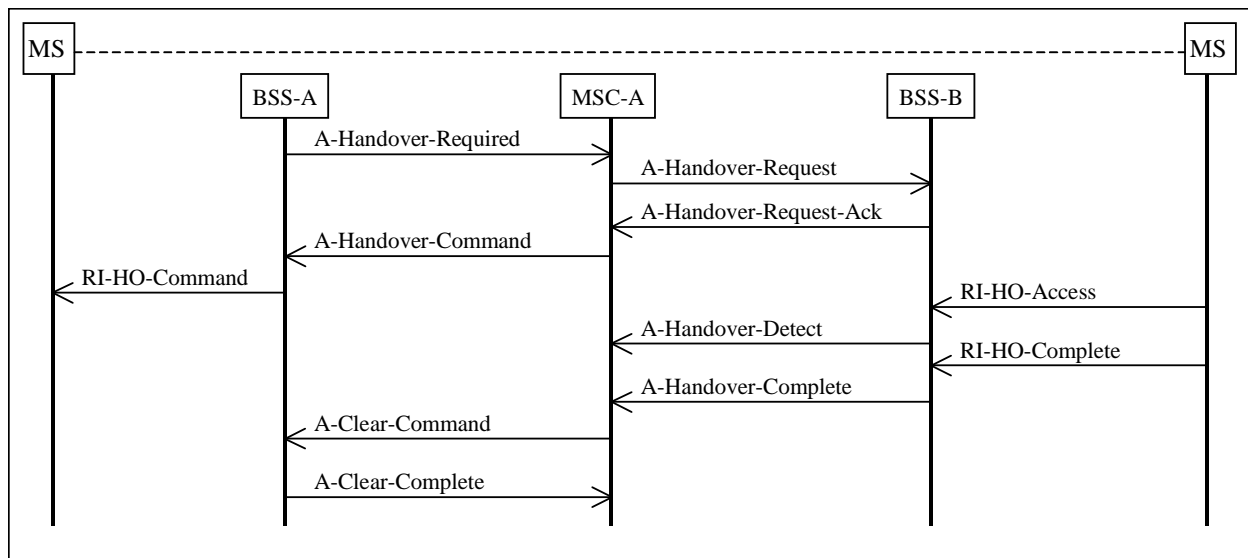 MS
MS
BSS-A
MSC-A
BSS-B
A-Handover-Required
A-Handover-Request
A-Handover-Request-Ack
A-Handover-Command
RI-HO-Command
RI-HO-Access
A-Handover-Detect
RI-HO-Complete
A-Handover-Complete
A-Clear-Command
A-Clear-Complete